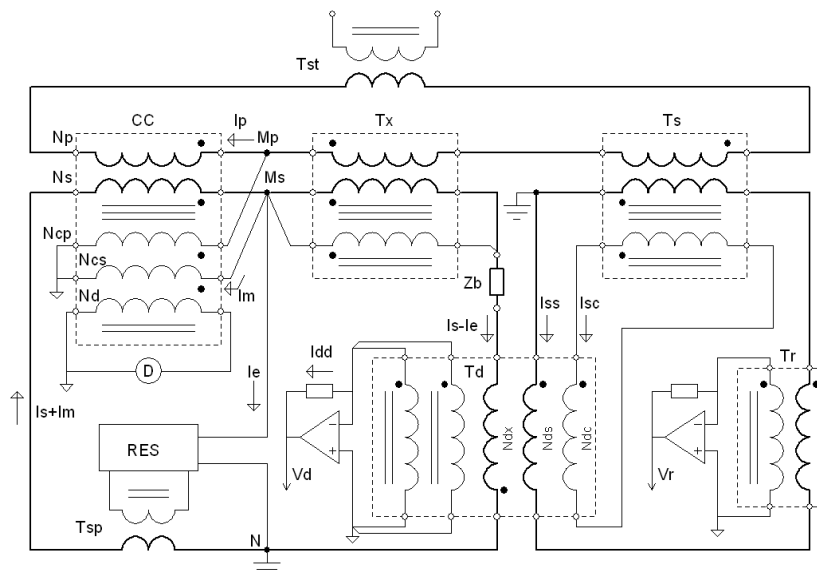 Tst
CC
Ip
Mp
Tx
Ts
Np
Ns
Ms
Ncp
Ncs
Nd
Im
Zb
D
Is+Im
Ie
Is-Ie
Iss
Isc
Idd
Td
Tr
Ndx
Nds
Ndc
RES
Vd
Vr
Tsp
N